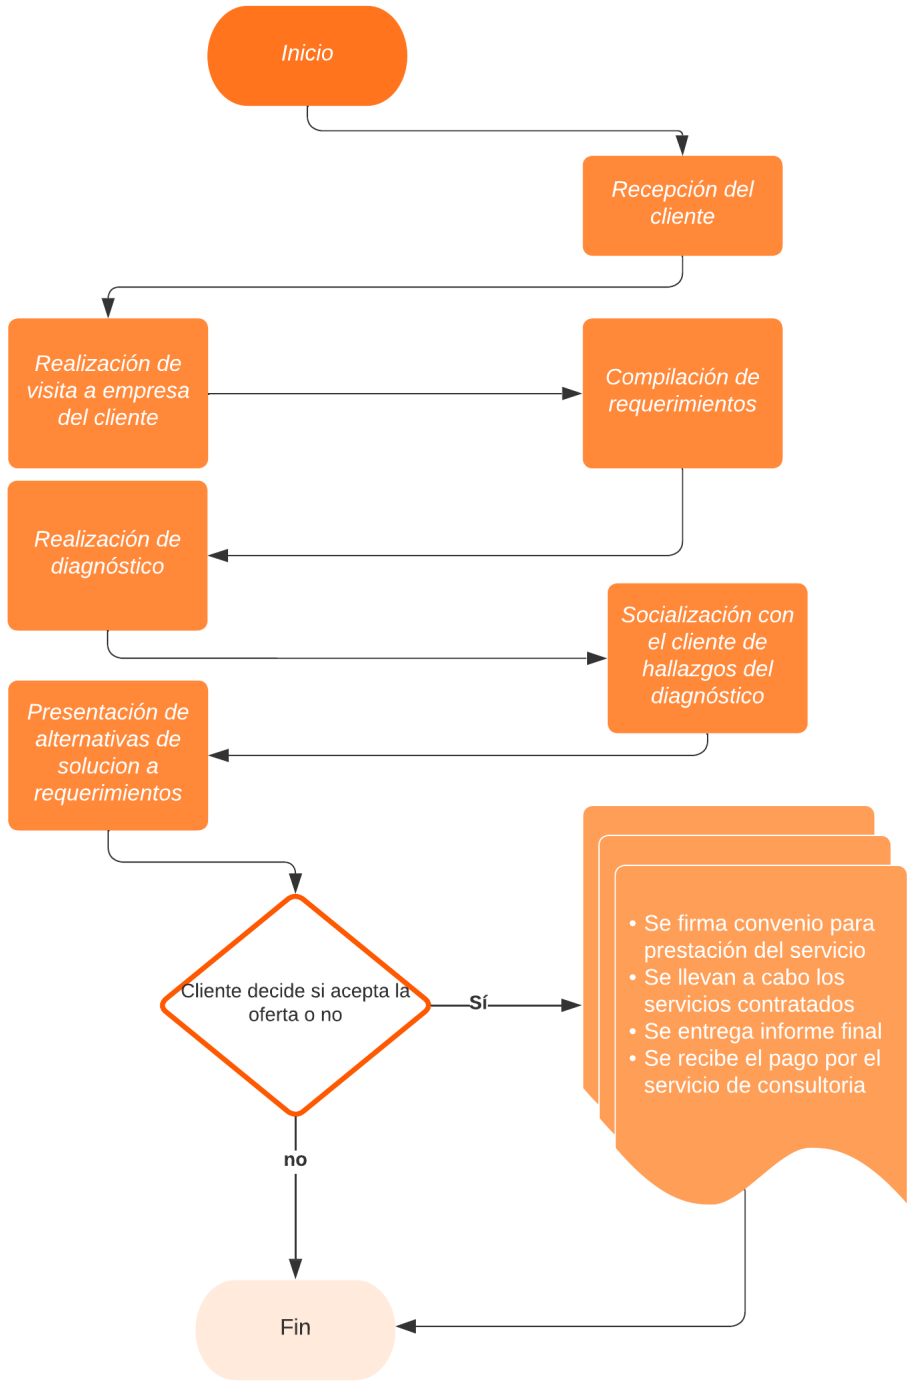 Inicio
Recepción del
cliente
Realización de
visita a empresa
del cliente
Compilación de
requerimientos
Realización de
diagnóstico
Socialización con
el cliente de
hallazgos del
diagnóstico
Presentación de
alternativas de
solucion a
requerimientos
Cliente decide si acepta la
oferta o no
Sí
• Se firma convenio para
prestación del servicio
• Se llevan a cabo los
servicios contratados
• Se entrega informe final
• Se recibe el pago por el
servicio de consultoria
no
Fin